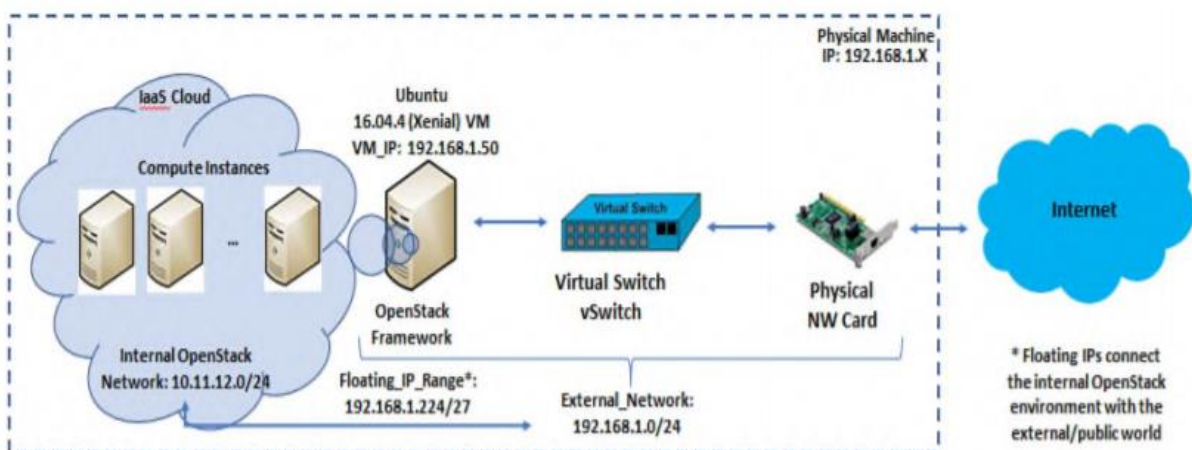 Physical Machine
IP: 192.168.1.X
IaaS Cloud
Ubuntu
16.04.4 (Xenial) VM
VM_IP: 192.168.1.50
Compute Instances
...
Virtual Switch
Internet
Virtual Switch
vSwitch
Physical
NW Card
OpenStack
Framework
Internal OpenStack
Network: 10.11.12.0/24
Floating_IP_Range*:
192.168.1.224/27
External_Network:
192.168.1.0/24
* Floating IPs connect
the internal OpenStack
environment with the
external/public world